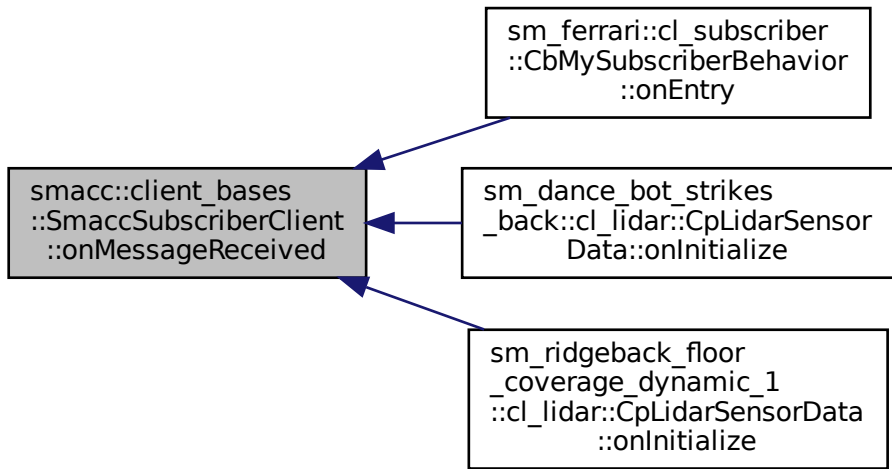 sm_ferrari::cl_subscriber
::CbMySubscriberBehavior
::onEntry
smacc::client_bases
::SmaccSubscriberClient
::onMessageReceived
sm_dance_bot_strikes
_back::cl_lidar::CpLidarSensor
Data::onInitialize
sm_ridgeback_floor
_coverage_dynamic_1
::cl_lidar::CpLidarSensorData
::onInitialize